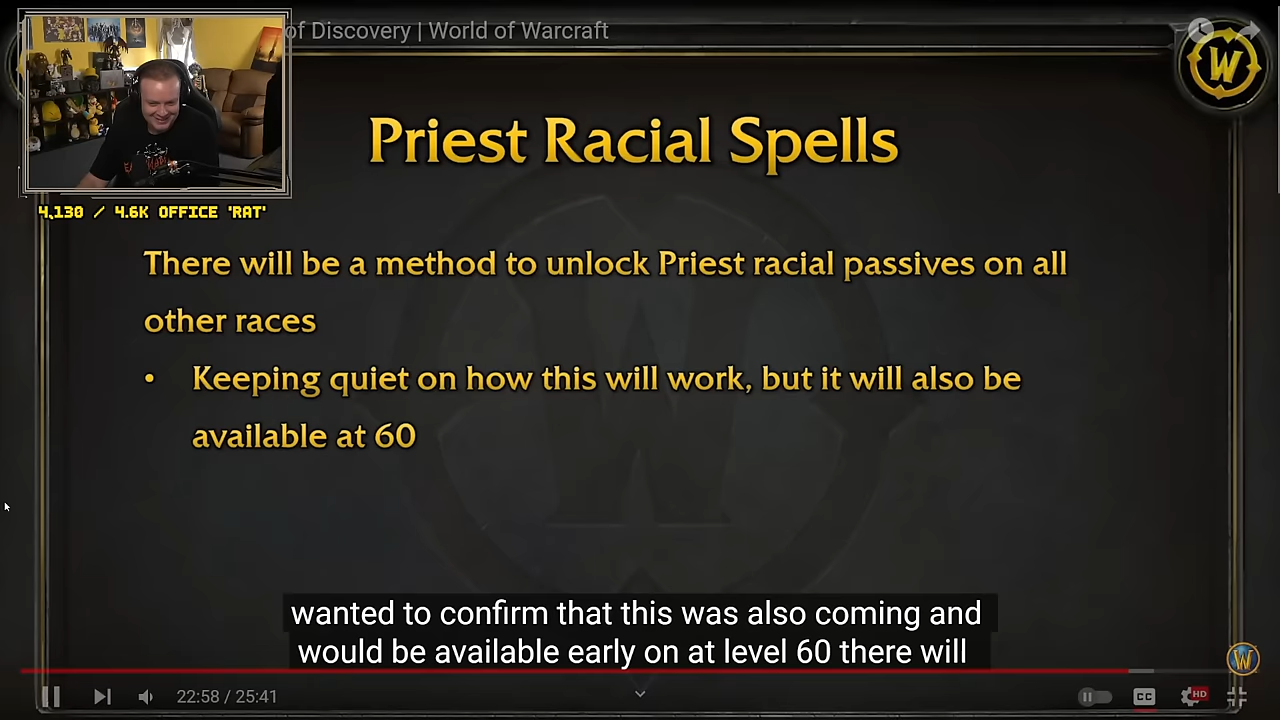 of Discovery | World of Warcraft
Priest Racial Spells
4,130 / 4.6K OFFICE 'RAT'
There will be a method to unlock Priest racial passives on all
other races
• Keeping quiet on how this will work, but it will also be
available at 60
wanted to confirm that this was also coming and
would be available early on at level 60 there will
22:58 / 25:41
CC
HD